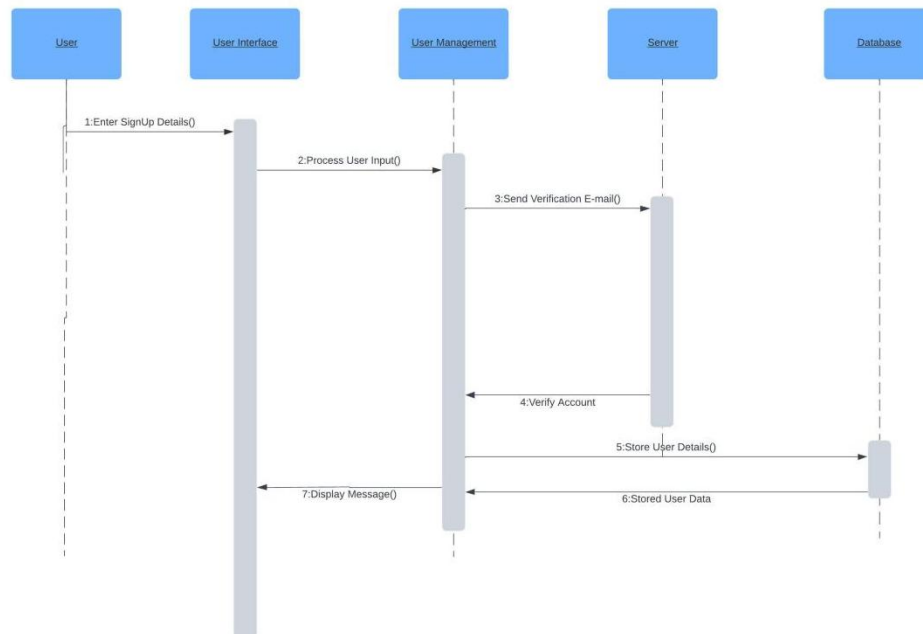 User
User Interface
User Management
Server
Database
1:Enter SignUp Details()
2:Process User Input()
3:Send Verification E-mail()
4:Verify Account
5:Store User Details()
7:Display Message()
6:Stored User Data